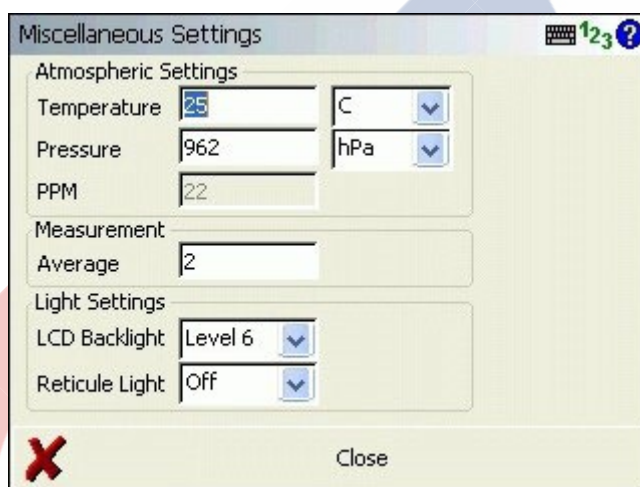 Miscellaneous Settings 123 ?
Atmospheric Settings
Temperature 25 C
Pressure 962 hPa
PPM 22
Measurement
Average 2
Light Settings
LCD Backlight Level 6
Reticule Light Off
Close